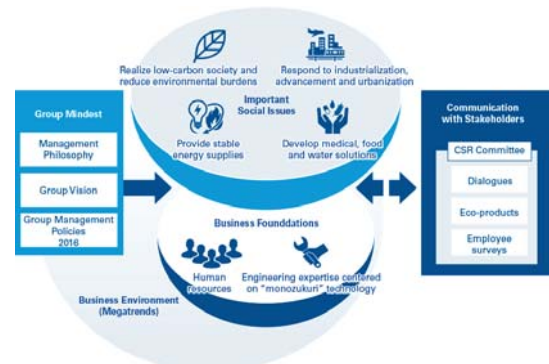 Group Mindest
Management
Philosophy
Group Vision
Group Management
Policies
2016
Realize low-carbon society and
reduce environmental burdens
Respond to industrialization,
advancement and urbanization
Important
Social Issues
Provide stable
energy supplies
Develop medical, food
and water solutions
Business Founddations
Human
resources
Engineering expertise centered
on "monozukuri" technology
Business Environment
(Megatrends)
Communication
with Stakeholders
CSR Committee
Dialogues
Eco-products
Employee
surveys